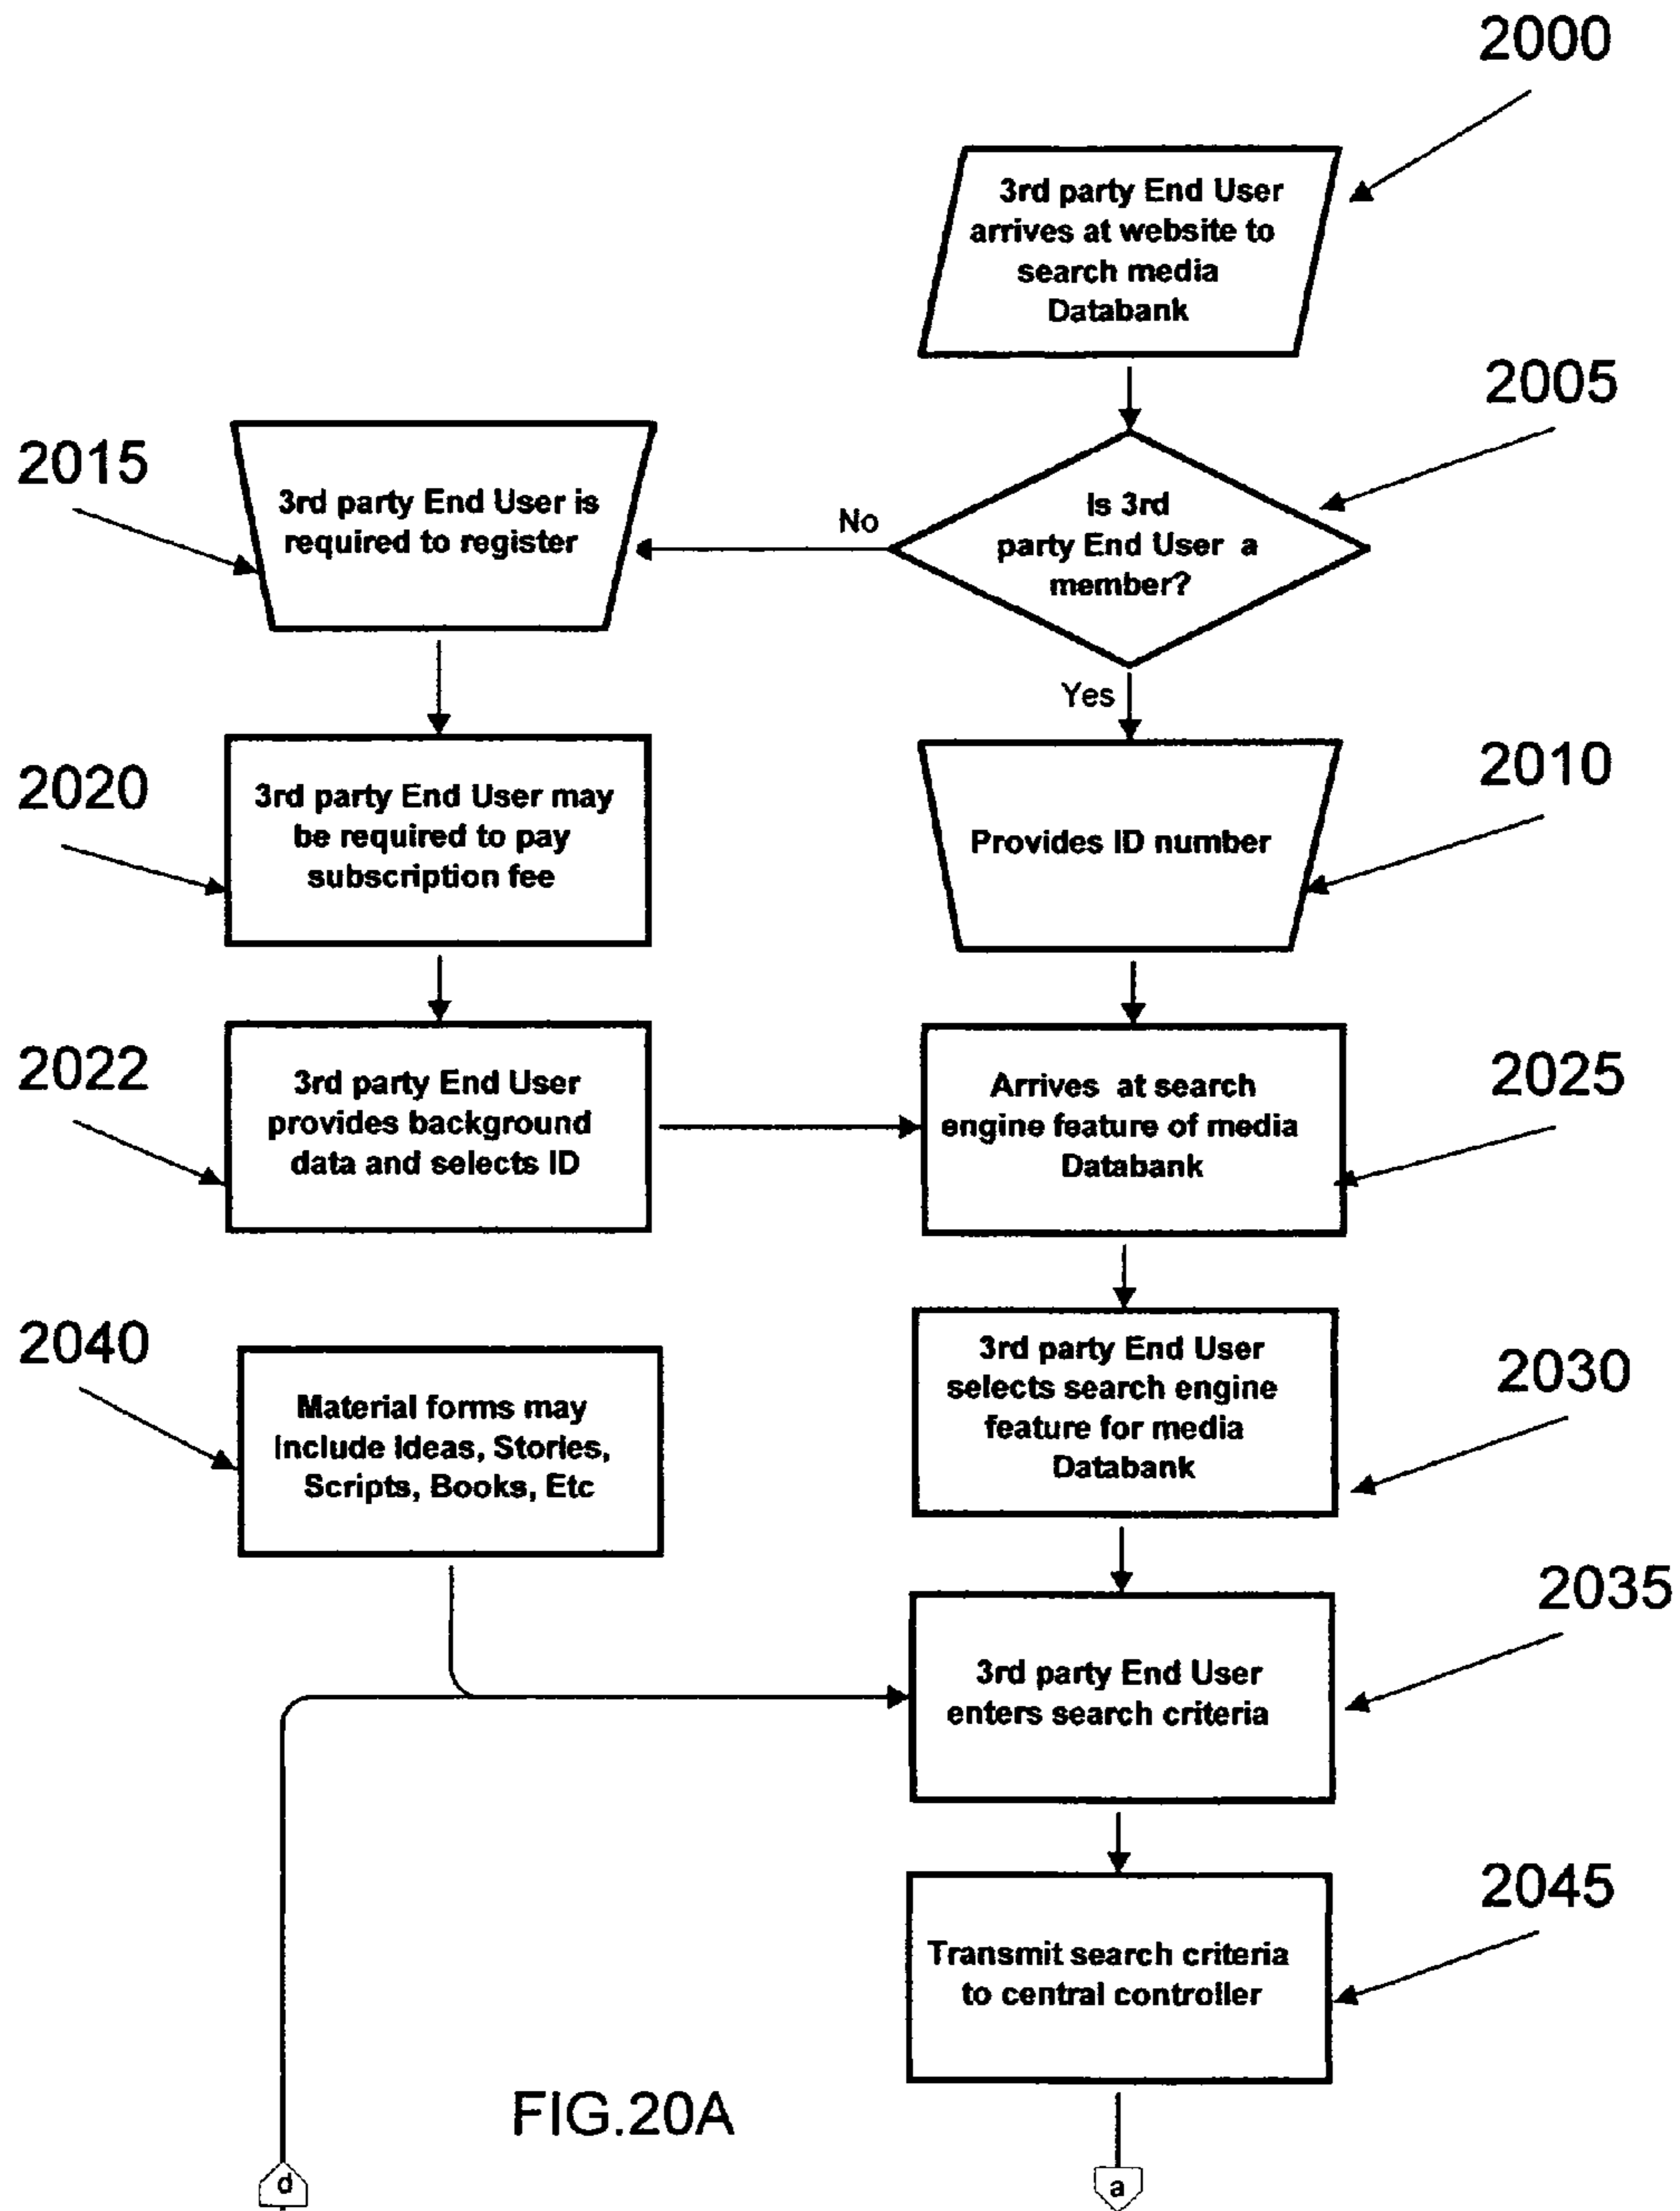 2000
3rd party End User
arrives at website to
search media
Databank
2005
Is 3rd
party End User a
member?
No
Yes
2015
3rd party End User is
required to register
2020
3rd party End User may
be required to pay
subscription fee
2010
Provides ID number
2022
3rd party End User
provides background
data and selects ID
2025
Arrives at search
engine feature of media
Databank
2030
3rd party End User
selects search engine
feature for media
Databank
2040
Material forms may
Include Ideas, Stories,
Scripts, Books, Etc
2035
3rd party End User
enters search criteria
2045
Transmit search criteria
to central controller
FIG.20A
d
a